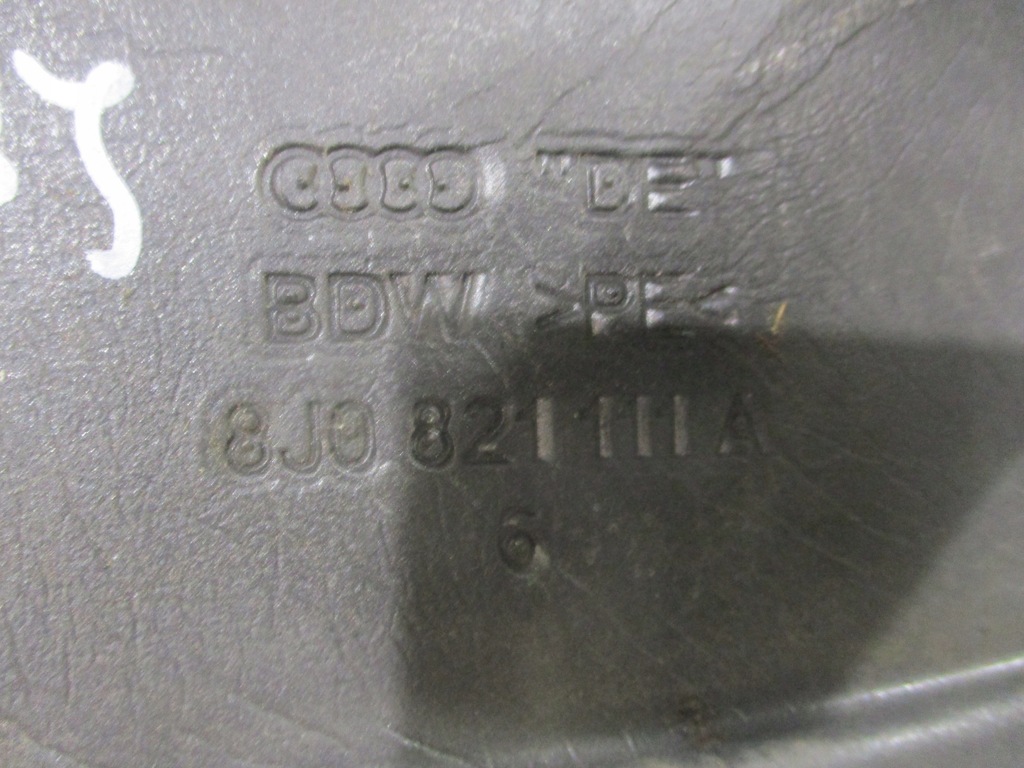 "DE"
BDW >PE<
8J0 821 111 A
6